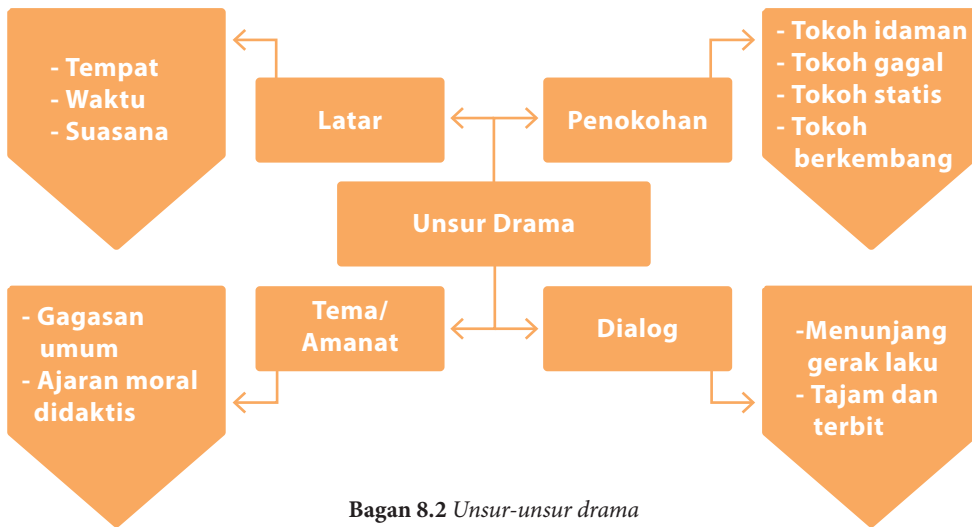 - Tempat
- Waktu
- Suasana
Latar
Penokohan
- Tokoh idaman
- Tokoh gagal
- Tokoh statis
- Tokoh
berkembang
Unsur Drama
- Gagasan
umum
- Ajaran moral
didaktis
Tema/
Amanat
Dialog
-Menunjang
gerak laku
- Tajam dan
terbit
Bagan 8.2 Unsur-unsur drama